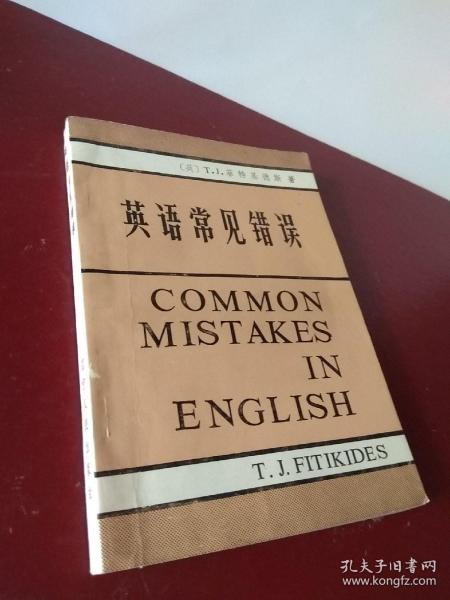 〔英〕T.J.菲特基德斯 著
英语常见错误
COMMON
MISTAKES
IN
ENGLISH
T. J. FITIKIDES
孔夫子旧书网
www.kongfz.com